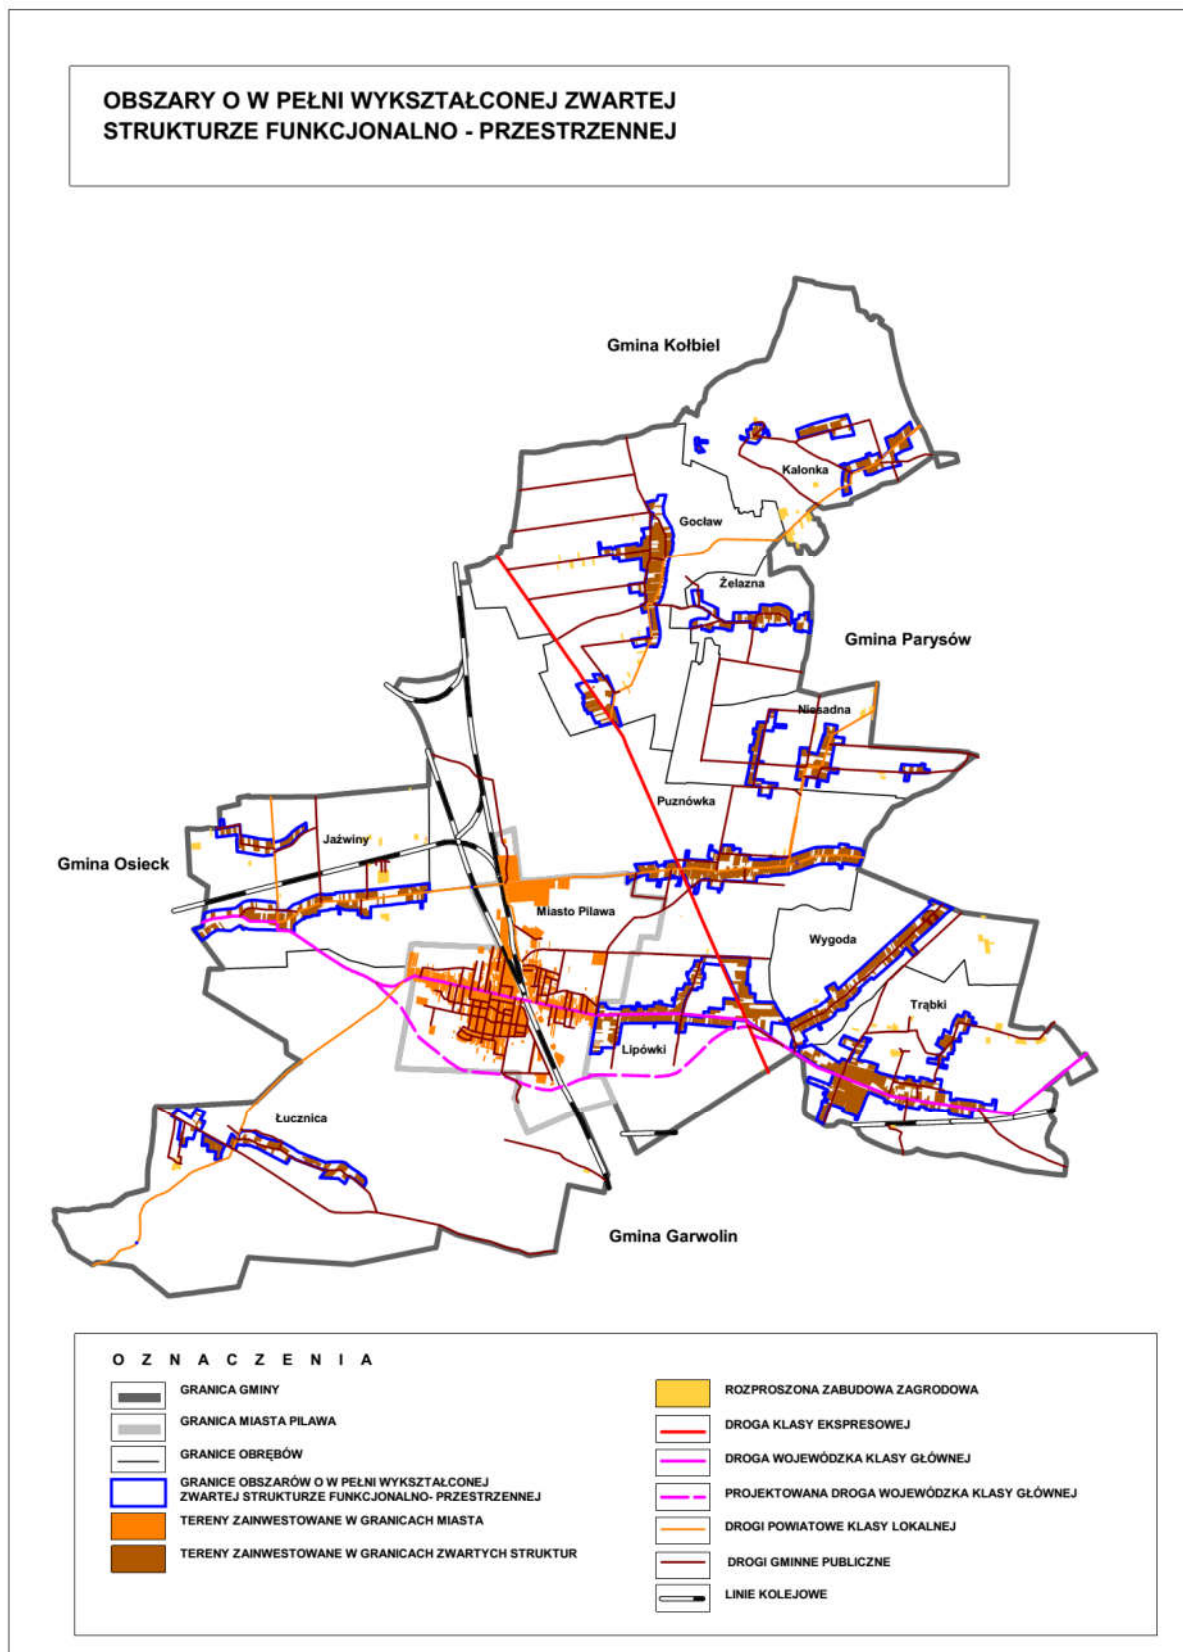 OBSZARY O W PEŁNI WYKSZTAŁCONEJ ZWARTEJ
STRUKTURZE FUNKCJONALNO - PRZESTRZENNEJ
Gmina Kołbiel
Kalonka
Gocław
Żelazna
Gmina Parysów
Niesadna
Puznówka
Jaźwiny
Gmina Osieck
Miasto Pilawa
Wygoda
Trąbki
Lipówki
Łucznica
Gmina Garwolin
O Z N A C Z E N I A
GRANICA GMINY
GRANICA MIASTA PILAWA
GRANICE OBRĘBÓW
GRANICE OBSZARÓW O W PEŁNI WYKSZTAŁCONEJ
ZWARTEJ STRUKTURZE FUNKCJONALNO- PRZESTRZENNEJ
TERENY ZAINWESTOWANE W GRANICACH MIASTA
TERENY ZAINWESTOWANE W GRANICACH ZWARTYCH STRUKTUR
ROZPROSZONA ZABUDOWA ZAGRODOWA
DROGA KLASY EKSPRESOWEJ
DROGA WOJEWÓDZKA KLASY GŁÓWNEJ
PROJEKTOWANA DROGA WOJEWÓDZKA KLASY GŁÓWNEJ
DROGI POWIATOWE KLASY LOKALNEJ
DROGI GMINNE PUBLICZNE
LINIE KOLEJOWE